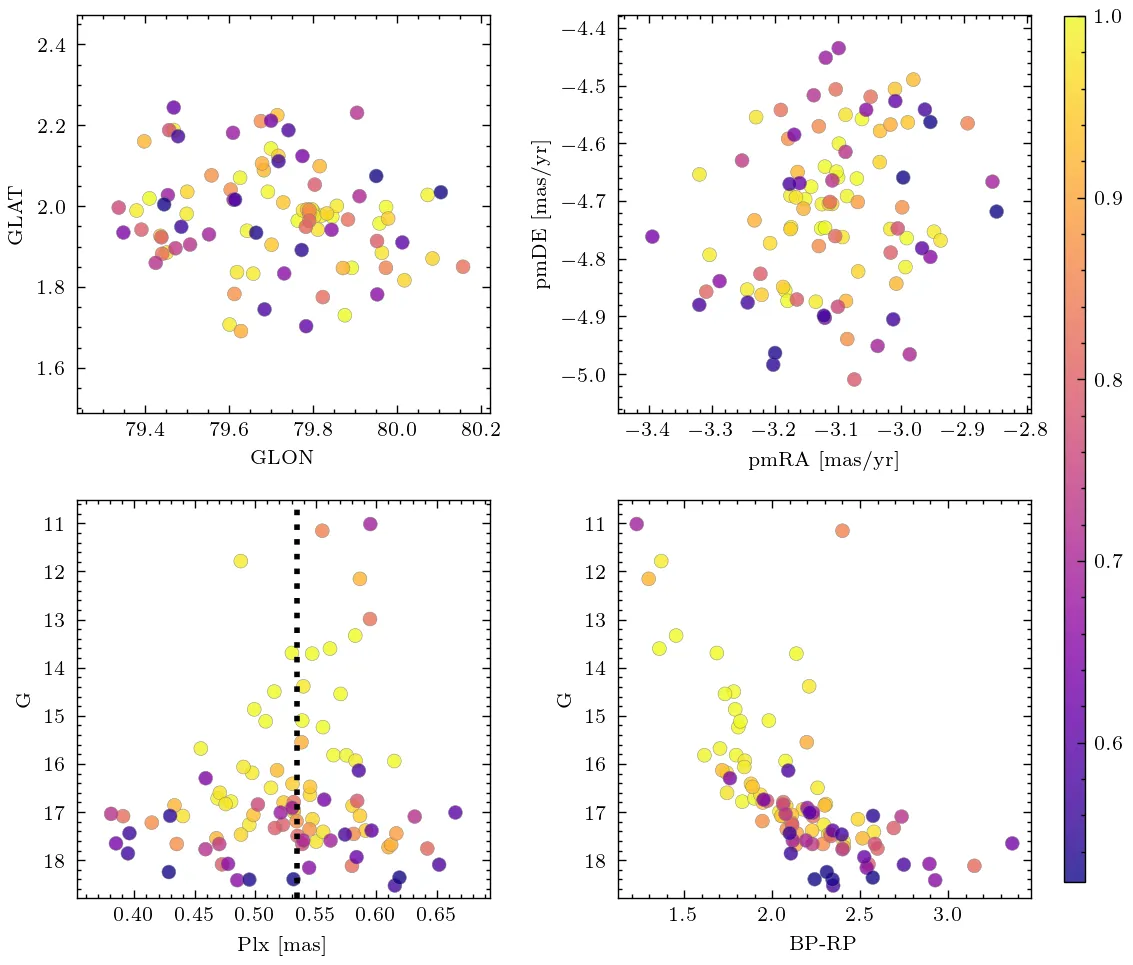 2.4
2.2
2.0
1.8
1.6
GLAT
79.4 79.6 79.8 80.0 80.2
GLON
−4.4
−4.5
−4.6
−4.7
−4.8
−4.9
−5.0
pmDE [mas/yr]
−3.4 −3.3 −3.2 −3.1 −3.0 −2.9 −2.8
pmRA [mas/yr]
11
12
13
14
15
16
17
18
G
0.40 0.45 0.50 0.55 0.60 0.65
Plx [mas]
11
12
13
14
15
16
17
18
G
1.5 2.0 2.5 3.0
BP-RP
1.0
0.9
0.8
0.7
0.6